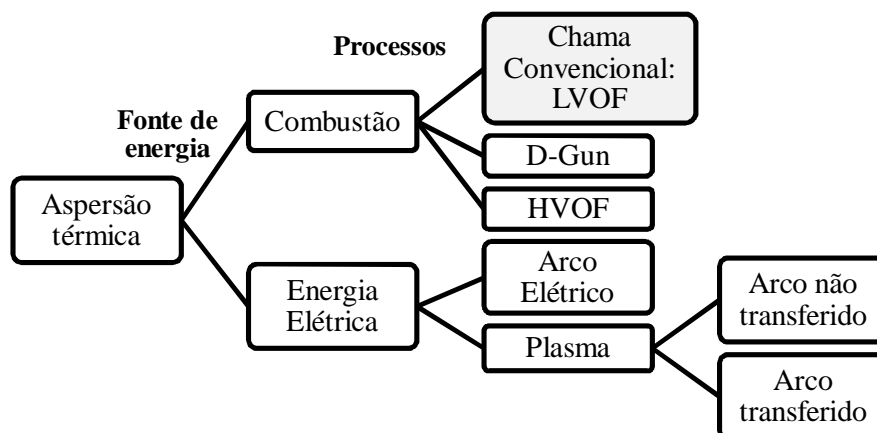 Processos
Chama
Convencional:
LVOF
Fonte de
energia
Combustão
D-Gun
HVOF
Aspersão
térmica
Energia
Elétrica
Arco
Elétrico
Plasma
Arco não
transferido
Arco
transferido